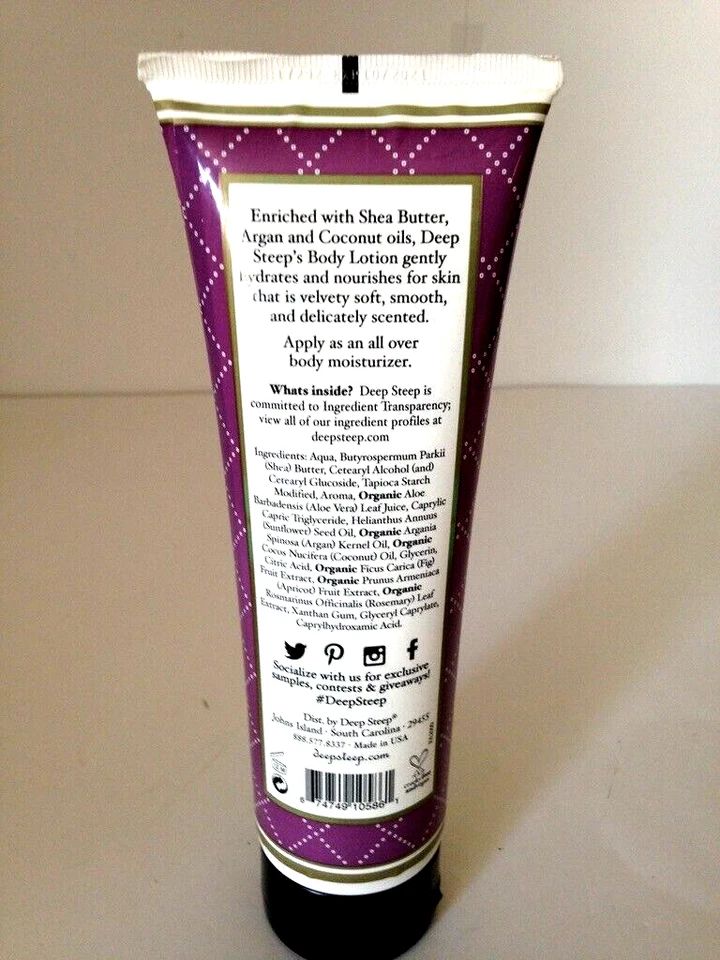 EXP 10/2021
Enriched with Shea Butter,
Argan and Coconut oils, Deep
Steep's Body Lotion gently
hydrates and nourishes for skin
that is velvety soft, smooth,
and delicately scented.
Apply as an all over
body moisturizer.
Whats inside? Deep Steep is
committed to Ingredient Transparency;
view all of our ingredient profiles at
deepsteep.com
Ingredients: Aqua, Butyrospermum Parkii
(Shea) Butter, Cetearyl Alcohol (and)
Cetearyl Glucoside, Tapioca Starch
Modified, Aroma, Organic Aloe
Barbadensis (Aloe Vera) Leaf Juice, Caprylic
Capric Triglyceride, Helianthus Annuus
(Sunflower) Seed Oil, Organic Argania
Spinosa (Argan) Kernel Oil, Organic
Cocos Nucifera (Coconut) Oil, Glycerin,
Citric Acid, Organic Ficus Carica (Fig)
Fruit Extract, Organic Prunus Armeniaca
(Apricot) Fruit Extract, Organic
Rosmarinus Officinalis (Rosemary) Leaf
Extract, Xanthan Gum, Glyceryl Caprylate,
Caprylhydroxamic Acid.
Socialize with us for exclusive
samples, contests & giveaways!
#DeepSteep
Dist. by Deep Steep®
Johns Island · South Carolina · 29455
888.577.8337 · Made in USA
deepsteep.com
6 74749 10586 1